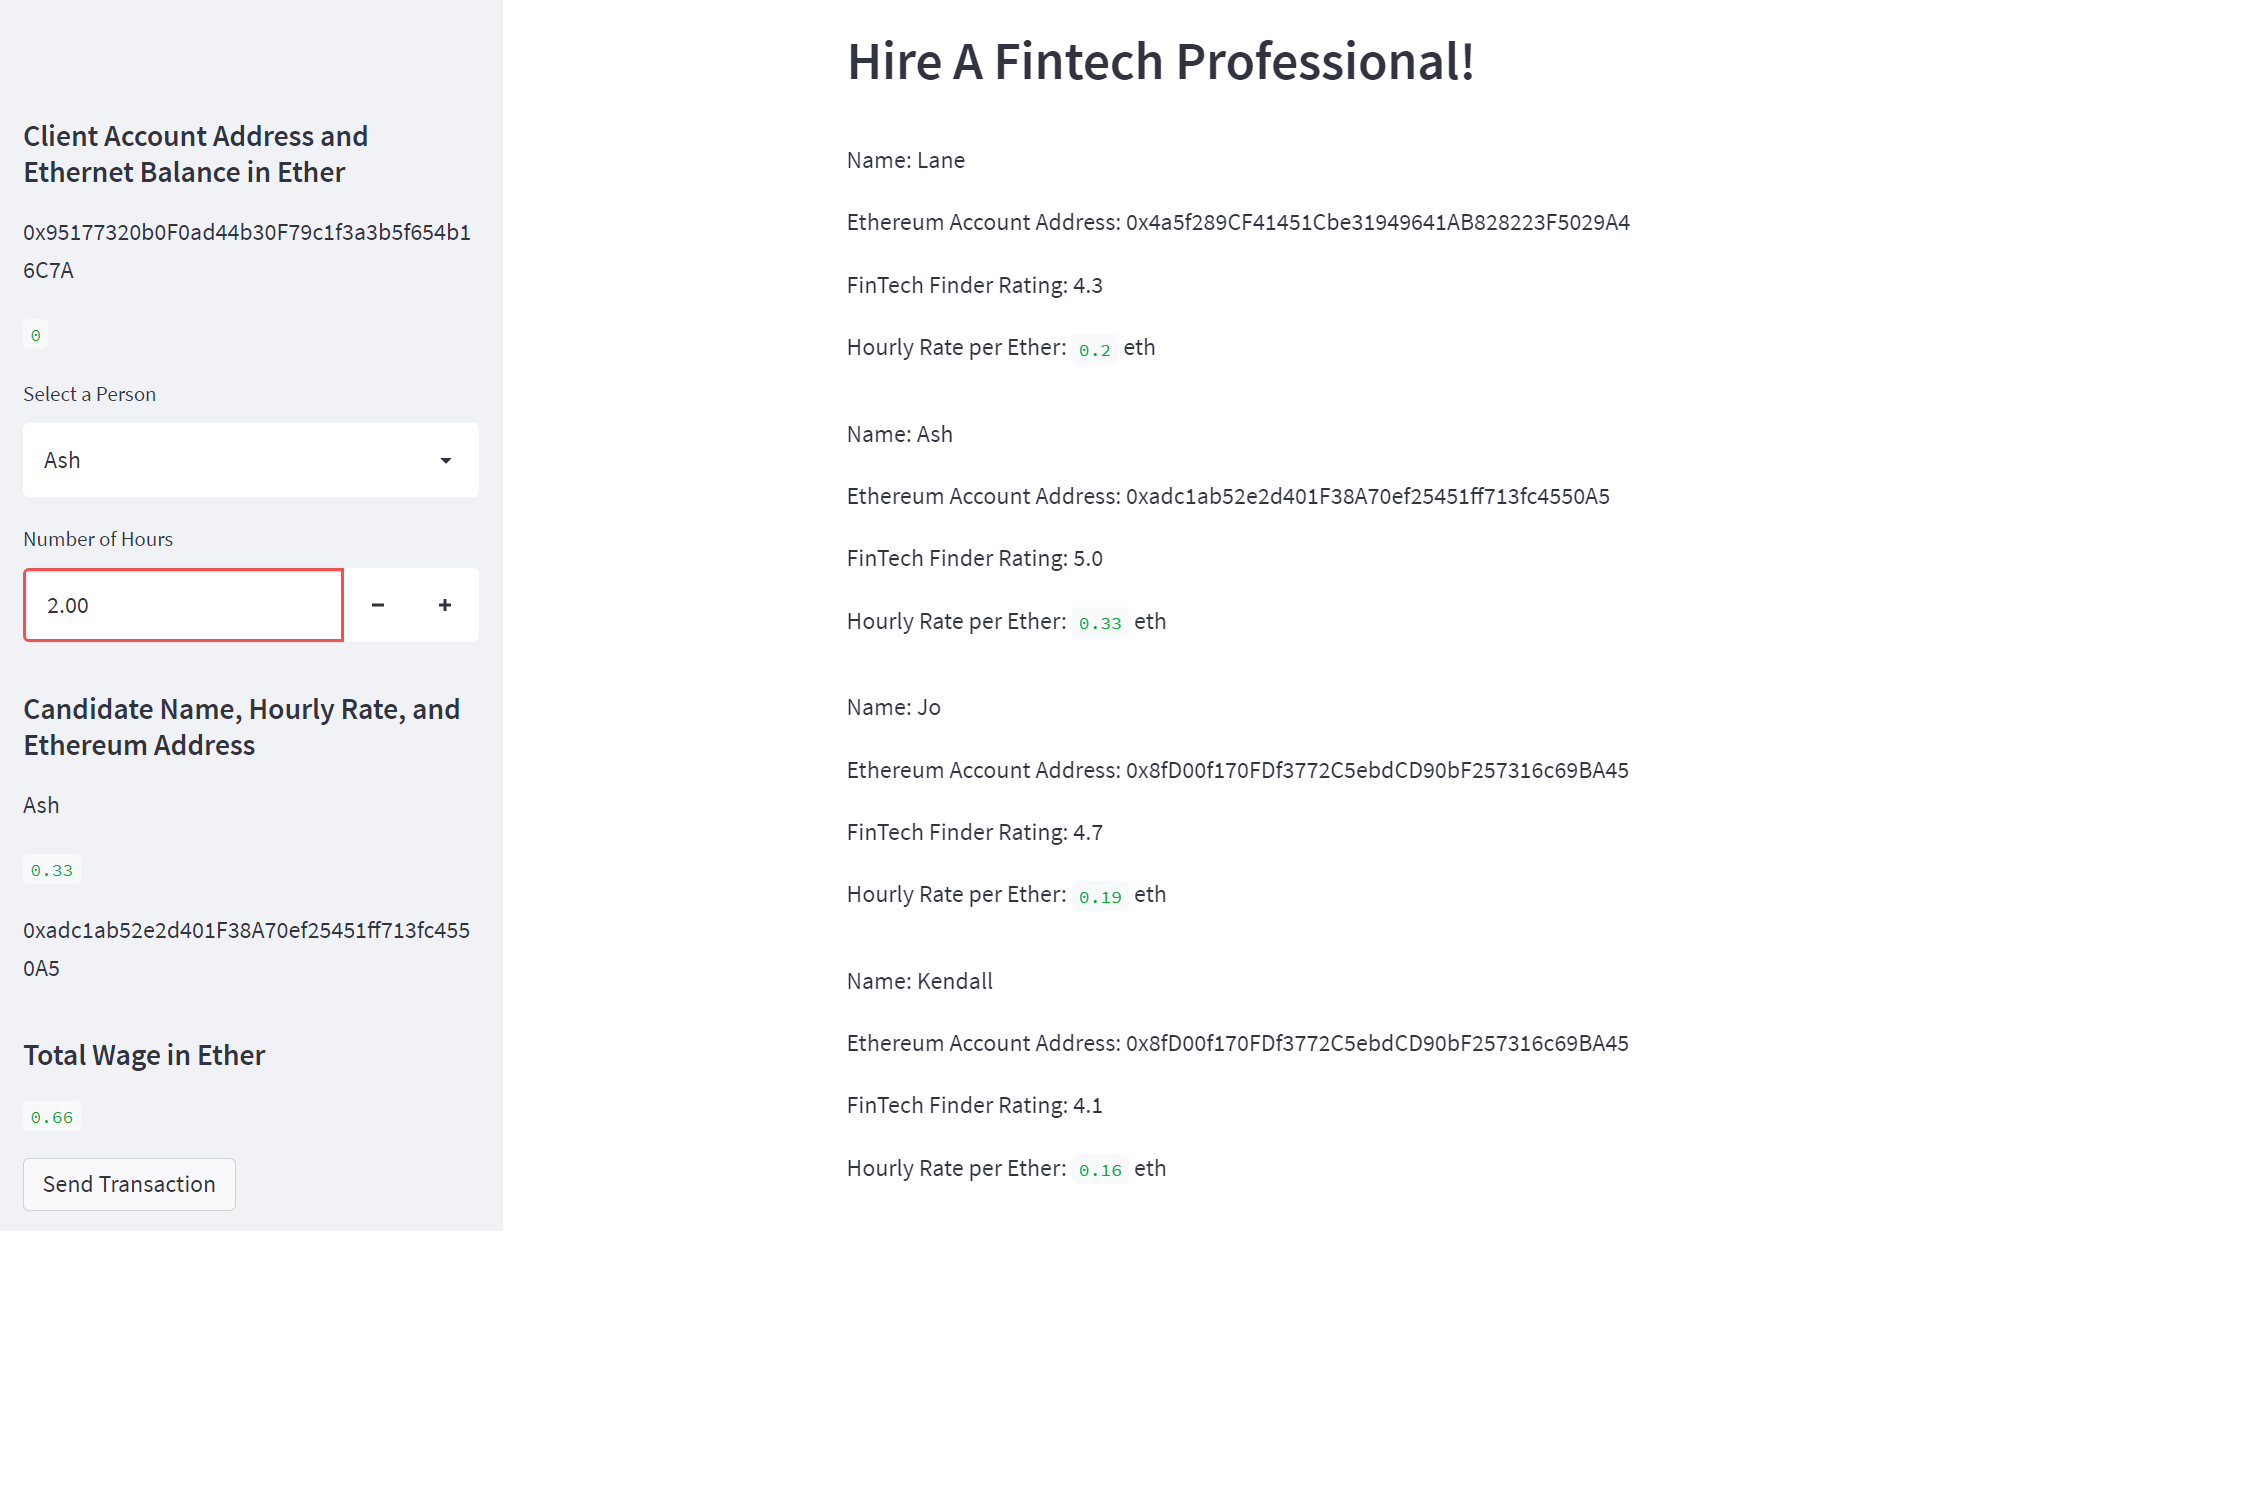 Client Account Address and
Ethernet Balance in Ether
0x95177320b0F0ad44b30F79c1f3a3b5f654b1
6C7A
0
Select a Person
Ash
Number of Hours
2.00
Candidate Name, Hourly Rate, and
Ethereum Address
Ash
0.33
0xadc1ab52e2d401F38A70ef25451ff713fc455
0A5
Total Wage in Ether
0.66
Send Transaction
Hire A Fintech Professional!
Name: Lane
Ethereum Account Address: 0x4a5f289CF41451Cbe31949641AB828223F5029A4
FinTech Finder Rating: 4.3
Hourly Rate per Ether: 0.2 eth
Name: Ash
Ethereum Account Address: 0xadc1ab52e2d401F38A70ef25451ff713fc4550A5
FinTech Finder Rating: 5.0
Hourly Rate per Ether: 0.33 eth
Name: Jo
Ethereum Account Address: 0x8fD00f170FDf3772C5ebdCD90bF257316c69BA45
FinTech Finder Rating: 4.7
Hourly Rate per Ether: 0.19 eth
Name: Kendall
Ethereum Account Address: 0x8fD00f170FDf3772C5ebdCD90bF257316c69BA45
FinTech Finder Rating: 4.1
Hourly Rate per Ether: 0.16 eth